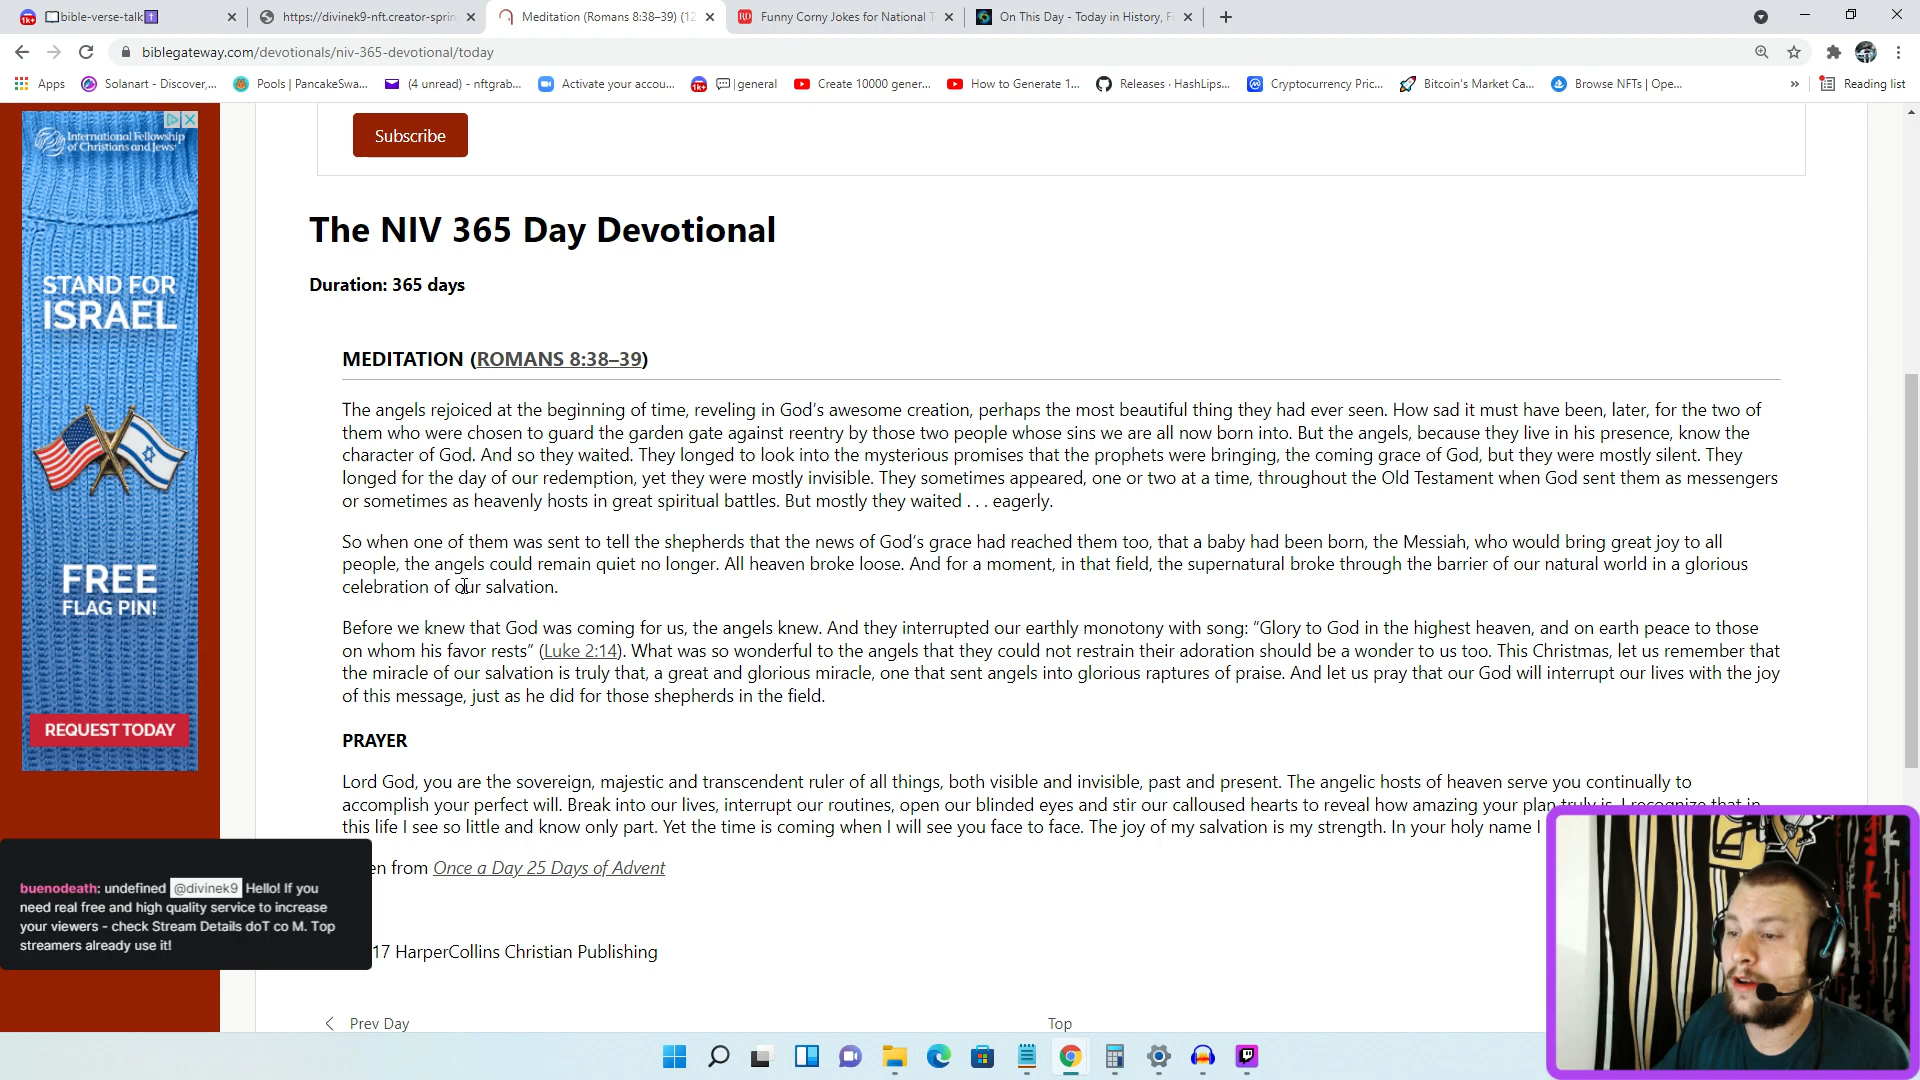 bible-verse-talk
https://divinek9-nft.creator-sprin
Meditation (Romans 8:38–39) (12
Funny Corny Jokes for National T
On This Day - Today in History, F
biblegateway.com/devotionals/niv-365-devotional/today
Apps
Solanart - Discover,...
Pools | PancakeSwa...
(4 unread) - nftgrab...
Activate your accou...
|general
Create 10000 gener...
How to Generate 1...
Releases · HashLips...
Cryptocurrency Pric...
Bitcoin's Market Ca...
Browse NFTs | Ope...
»
Reading list
International Fellowship
of Christians and Jews
STAND FOR
ISRAEL
FREE
FLAG PIN!
REQUEST TODAY
Subscribe
The NIV 365 Day Devotional
Duration: 365 days
MEDITATION (ROMANS 8:38–39)
The angels rejoiced at the beginning of time, reveling in God's awesome creation, perhaps the most beautiful thing they had ever seen. How sad it must have been, later, for the two of
them who were chosen to guard the garden gate against reentry by those two people whose sins we are all now born into. But the angels, because they live in his presence, know the
character of God. And so they waited. They longed to look into the mysterious promises that the prophets were bringing, the coming grace of God, but they were mostly silent. They
longed for the day of our redemption, yet they were mostly invisible. They sometimes appeared, one or two at a time, throughout the Old Testament when God sent them as messengers
or sometimes as heavenly hosts in great spiritual battles. But mostly they waited . . . eagerly.
So when one of them was sent to tell the shepherds that the news of God's grace had reached them too, that a baby had been born, the Messiah, who would bring great joy to all
people, the angels could remain quiet no longer. All heaven broke loose. And for a moment, in that field, the supernatural broke through the barrier of our natural world in a glorious
celebration of our salvation.
Before we knew that God was coming for us, the angels knew. And they interrupted our earthly monotony with song: "Glory to God in the highest heaven, and on earth peace to those
on whom his favor rests" (Luke 2:14). What was so wonderful to the angels that they could not restrain their adoration should be a wonder to us too. This Christmas, let us remember that
the miracle of our salvation is truly that, a great and glorious miracle, one that sent angels into glorious raptures of praise. And let us pray that our God will interrupt our lives with the joy
of this message, just as he did for those shepherds in the field.
PRAYER
Lord God, you are the sovereign, majestic and transcendent ruler of all things, both visible and invisible, past and present. The angelic hosts of heaven serve you continually to
accomplish your perfect will. Break into our lives, interrupt our routines, open our blinded eyes and stir our calloused hearts to reveal how amazing your plan truly is. I recognize that in
this life I see so little and know only part. Yet the time is coming when I will see you face to face. The joy of my salvation is my strength. In your holy name I
en from Once a Day 25 Days of Advent
17 HarperCollins Christian Publishing
Prev Day
Top
buenodeath: undefined @divinek9 Hello! If you
need real free and high quality service to increase
your viewers - check Stream Details doT co M. Top
streamers already use it!